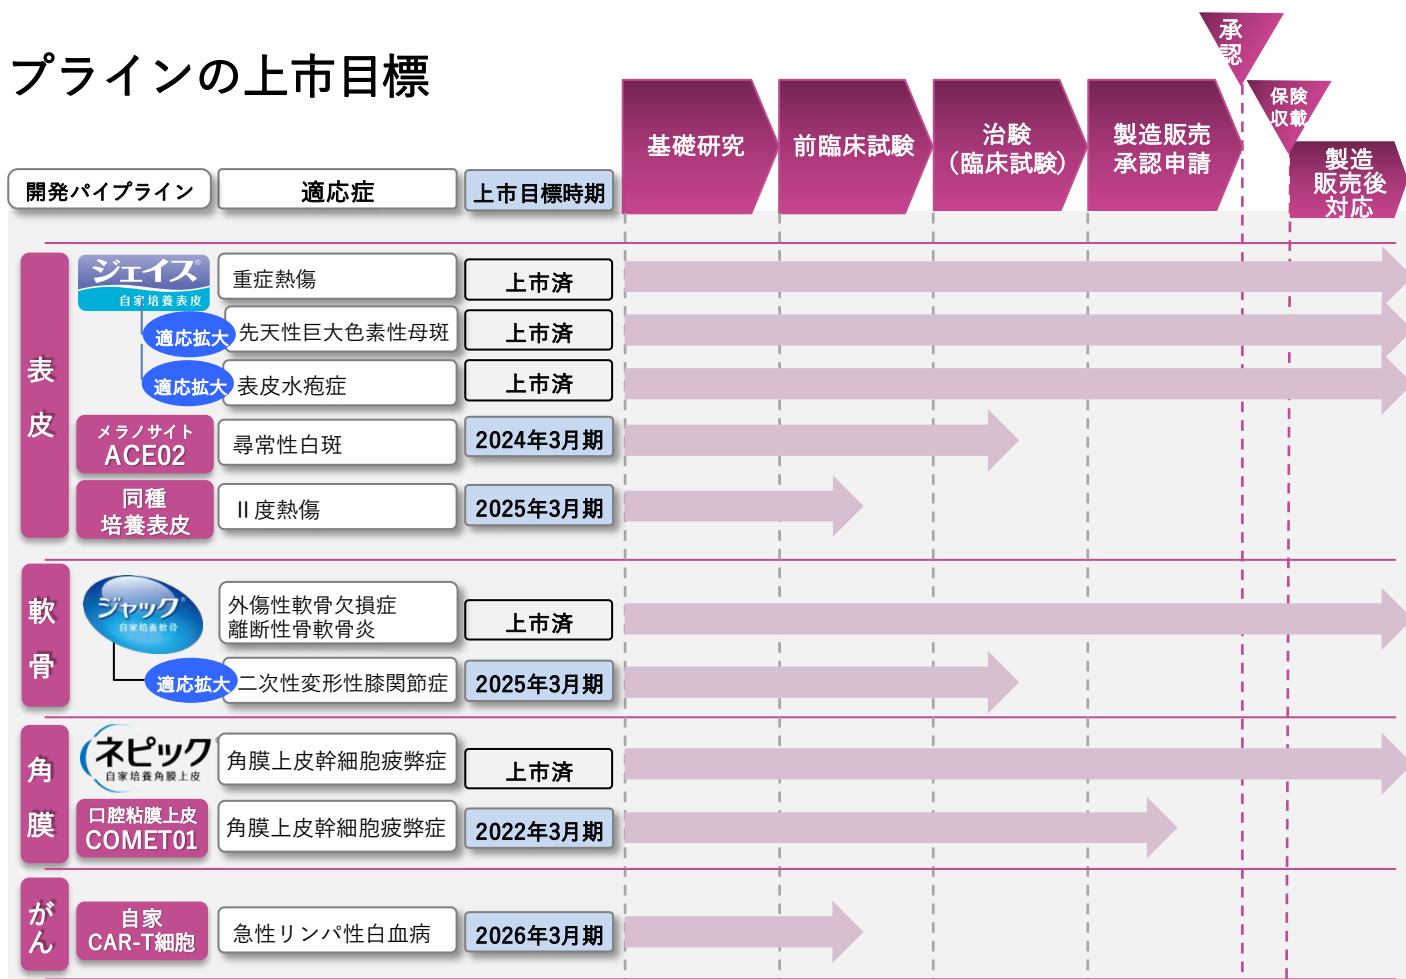 プラインの上市目標
承
認
保険
収載
基礎研究
前臨床試験
治験
（臨床試験）
製造販売
承認申請
製造
販売後
対応
開発パイプライン
適応症
上市目標時期
表
皮
ジェイス®
自家培養表皮
重症熱傷
上市済
適応拡大
先天性巨大色素性母斑
上市済
適応拡大
表皮水疱症
上市済
メラノサイト
ACE02
尋常性白斑
2024年3月期
同種
培養表皮
Ⅱ度熱傷
2025年3月期
軟
骨
ジャック®
自家培養軟骨
外傷性軟骨欠損症
離断性骨軟骨炎
上市済
適応拡大
二次性変形性膝関節症
2025年3月期
角
膜
ネピック®
自家培養角膜上皮
角膜上皮幹細胞疲弊症
上市済
口腔粘膜上皮
COMET01
角膜上皮幹細胞疲弊症
2022年3月期
が
ん
自家
CAR-T細胞
急性リンパ性白血病
2026年3月期